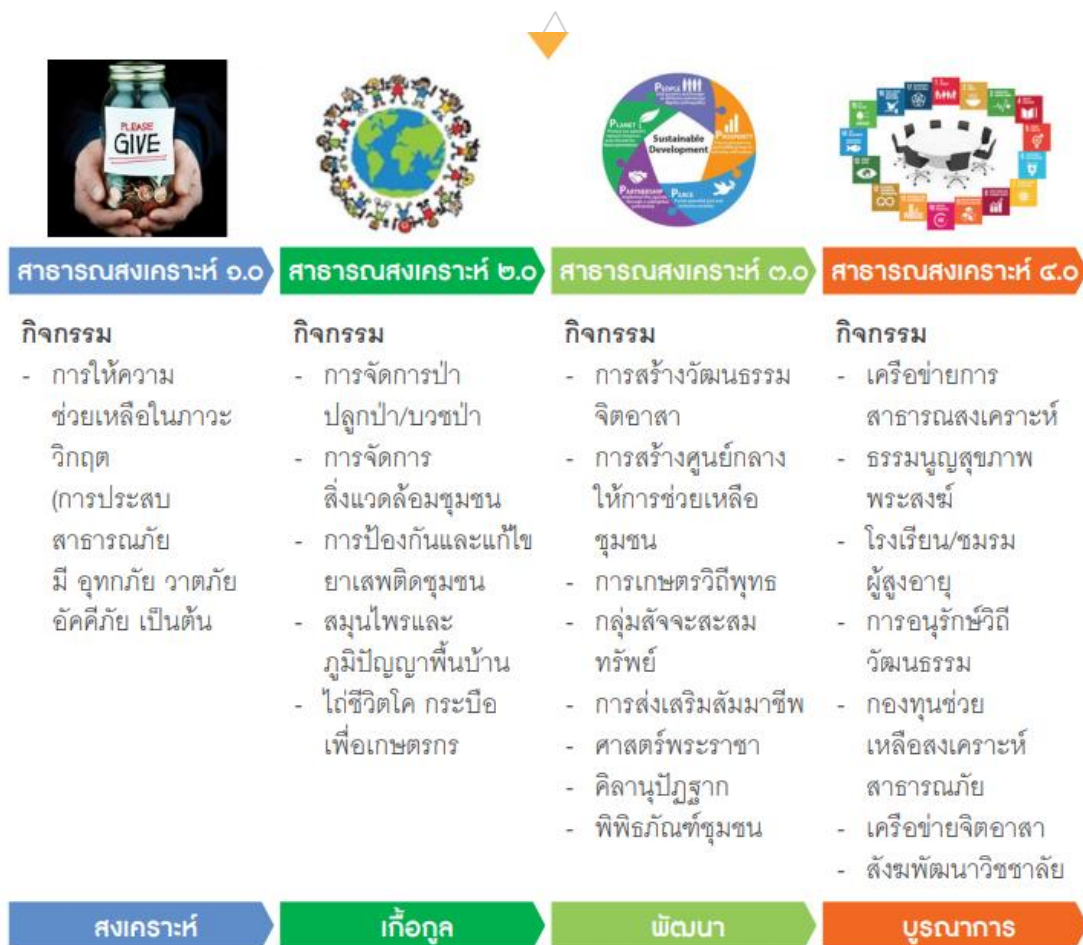 PLEASE
GIVE
PEOPLE
PLANET
PROSPERITY
Sustainable
Development
PARTNERSHIP
PEACE
สาธารณสงเคราะห์ ๑.๐
สาธารณสงเคราะห์ ๒.๐
สาธารณสงเคราะห์ ๓.๐
สาธารณสงเคราะห์ ๔.๐
กิจกรรม
- การให้ความ
ช่วยเหลือในภาวะ
วิกฤต
(การประสบ
สาธารณภัย
มี อุทกภัย วาตภัย
อัคคีภัย เป็นต้น
กิจกรรม
- การจัดการป่า
ปลูกป่า/บวชป่า
- การจัดการ
สิ่งแวดล้อมชุมชน
- การป้องกันและแก้ไข
ยาเสพติดชุมชน
- สมุนไพรและ
ภูมิปัญญาพื้นบ้าน
- ไถ่ชีวิตโค กระบือ
เพื่อเกษตรกร
กิจกรรม
- การสร้างวัฒนธรรม
จิตอาสา
- การสร้างศูนย์กลาง
ให้การช่วยเหลือ
ชุมชน
- การเกษตรวิถีพุทธ
- กลุ่มสัจจะสะสม
ทรัพย์
- การส่งเสริมสัมมาชีพ
- ศาสตร์พระราชา
- คิลานุปัฏฐาก
- พิพิธภัณฑ์ชุมชน
กิจกรรม
- เครือข่ายการ
สาธารณสงเคราะห์
- ธรรมนูญสุขภาพ
พระสงฆ์
- โรงเรียน/ชมรม
ผู้สูงอายุ
- การอนุรักษ์วิถี
วัฒนธรรม
- กองทุนช่วย
เหลือสงเคราะห์
สาธารณภัย
- เครือข่ายจิตอาสา
- สังฆพัฒนาวิชชาลัย
สงเคราะห์
เกื้อกูล
พัฒนา
บูรณาการ